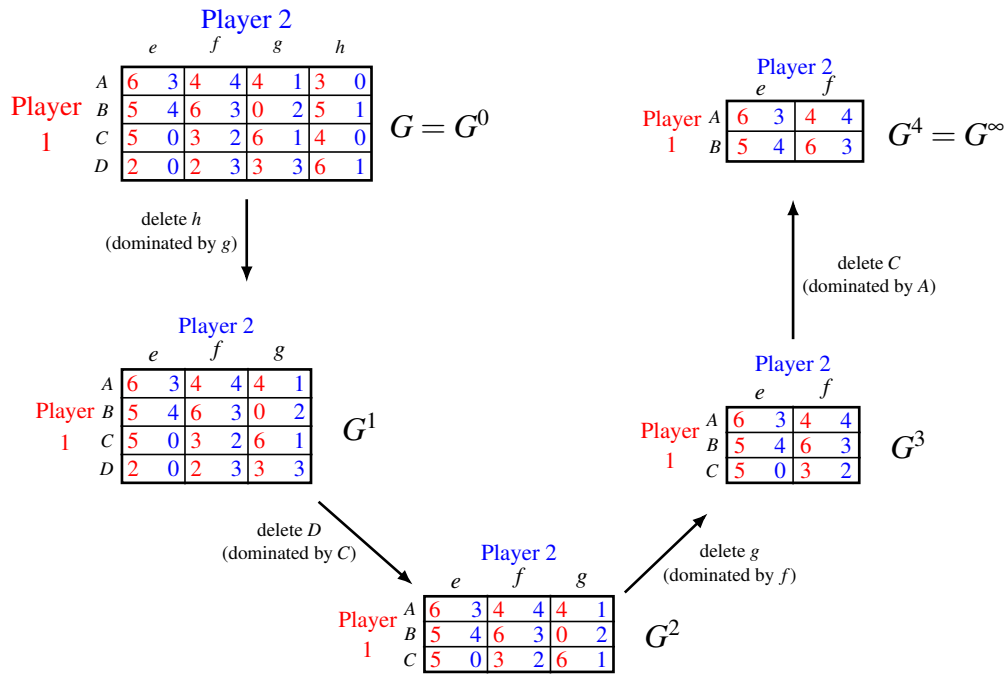 Player 2
e f g h
A 6 3 4 4 4 1 3 0
B 5 4 6 3 0 2 5 1
C 5 0 3 2 6 1 4 0
D 2 0 2 3 3 3 6 1
Player
1
G = G⁰
delete h
(dominated by g)
Player 2
e f g
A 6 3 4 4 4 1
B 5 4 6 3 0 2
C 5 0 3 2 6 1
D 2 0 2 3 3 3
Player
1
G¹
delete D
(dominated by C)
Player 2
e f g
A 6 3 4 4 4 1
B 5 4 6 3 0 2
C 5 0 3 2 6 1
Player
1
G²
delete g
(dominated by f)
Player 2
e f
A 6 3 4 4
B 5 4 6 3
C 5 0 3 2
Player
1
G³
delete C
(dominated by A)
Player 2
e f
A 6 3 4 4
B 5 4 6 3
Player
1
G⁴ = G^∞